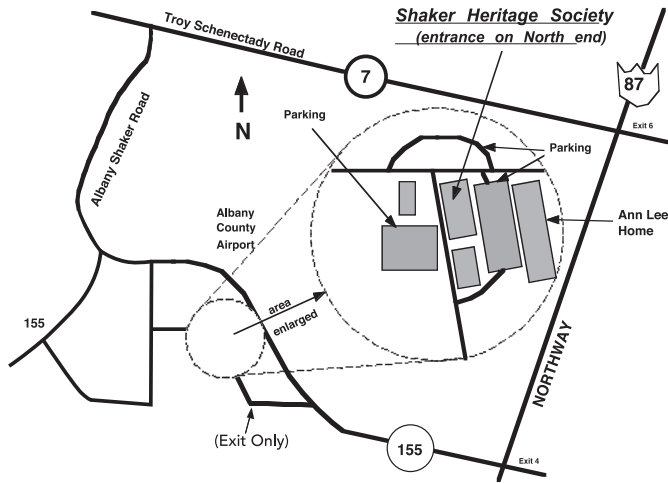 Shaker Heritage Society
(entrance on North end)
Troy Schenectady Road
7
87
Exit 6
N
Parking
Parking
Albany Shaker Road
Albany
County
Airport
Ann Lee
Home
area
enlarged
155
NORTHWAY
(Exit Only)
155
Exit 4